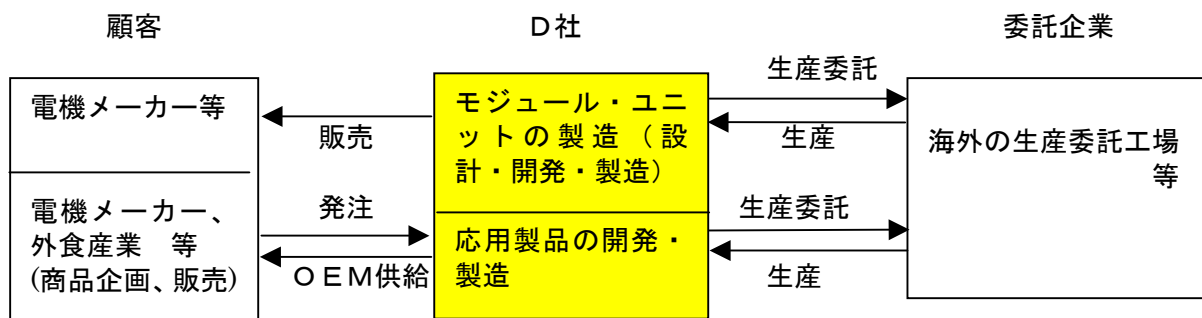 顧客
D社
委託企業
電機メーカー等
販売
モジュール・ユニ
ットの製造（設
計・開発・製造）
生産委託
生産
海外の生産委託工場
等
電機メーカー、
外食産業　等
(商品企画、販売)
発注
ＯＥＭ供給
応用製品の開発・
製造
生産委託
生産